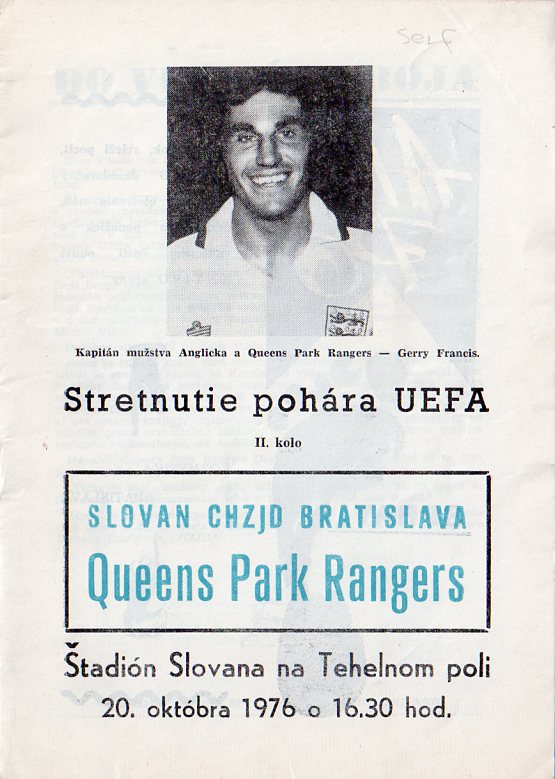 self
Kapitán mužstva Anglicka a Queens Park Rangers — Gerry Francis.
Stretnutie pohára UEFA
II. kolo
SLOVAN CHZJD BRATISLAVA
Queens Park Rangers
Štadión Slovana na Tehelnom poli
20. októbra 1976 o 16.30 hod.